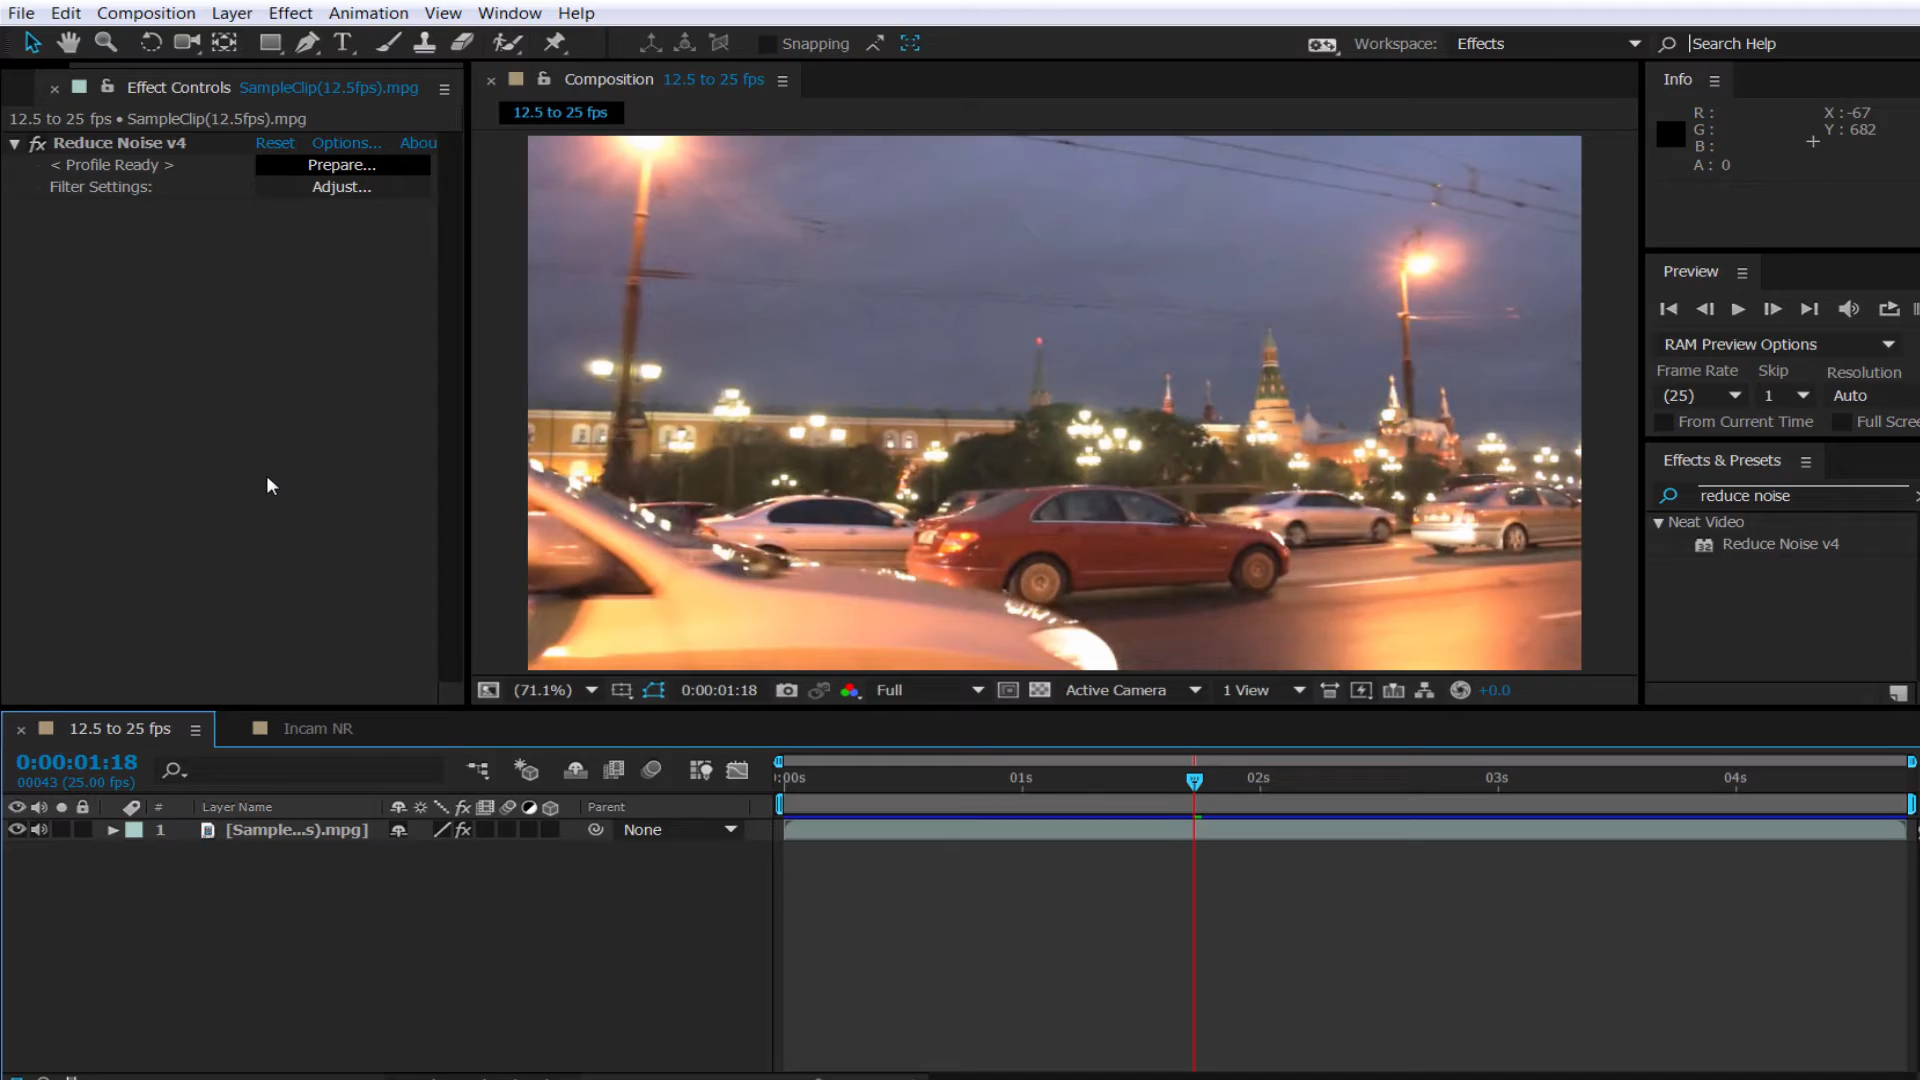 File Edit Composition Layer Effect Animation View Window Help
Snapping
Workspace: Effects
Search Help
Effect Controls SampleClip(12.5fps).mpg
12.5 to 25 fps • SampleClip(12.5fps).mpg
fx Reduce Noise v4 Reset Options... Abou
< Profile Ready > Prepare...
Filter Settings: Adjust...
Composition 12.5 to 25 fps
12.5 to 25 fps
(71.1%) 0:00:01:18 Full Active Camera 1 View +0.0
Info
R : X : -67
G : Y : 682
B :
A : 0
Preview
RAM Preview Options
Frame Rate Skip Resolution
(25) 1 Auto
From Current Time Full Scree
Effects & Presets
reduce noise
Neat Video
32 Reduce Noise v4
12.5 to 25 fps Incam NR
0:00:01:18
00043 (25.00 fps)
:00s 01s 02s 03s 04s
# Layer Name fx Parent
1 [Sample...s).mpg] fx None